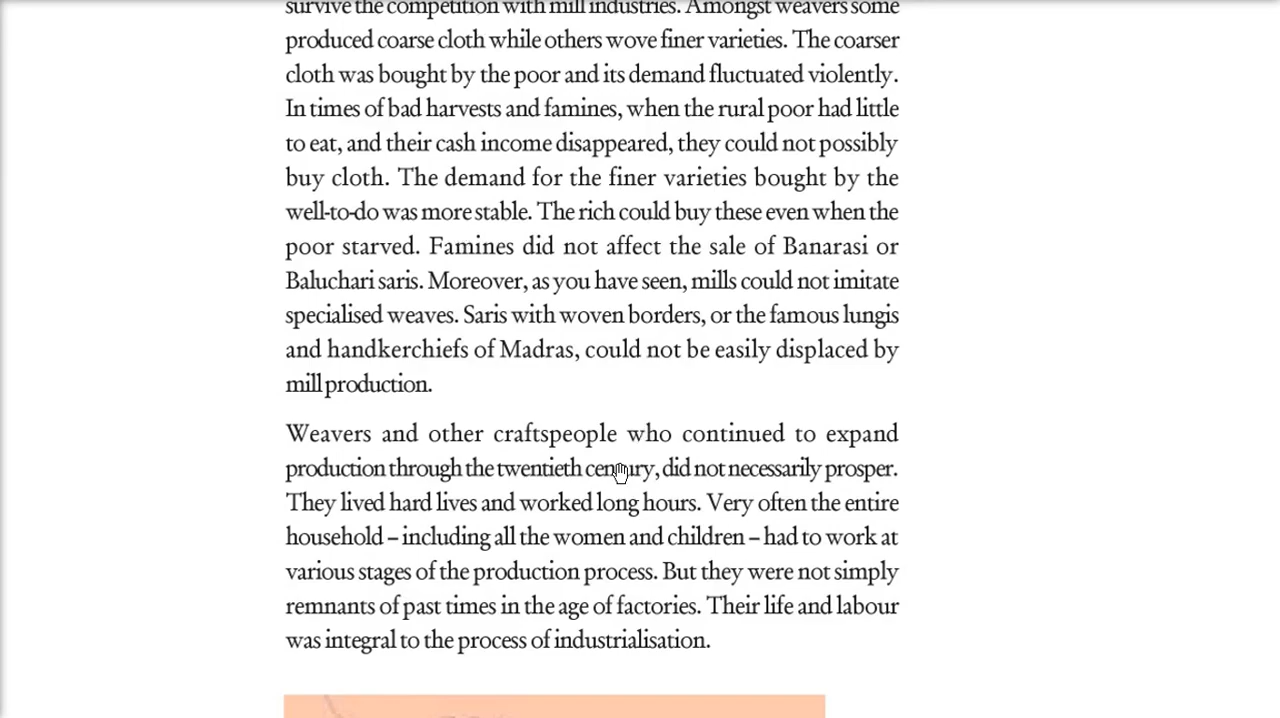 survive the competition with mill industries. Amongst weavers some
produced coarse cloth while others wove finer varieties. The coarser
cloth was bought by the poor and its demand fluctuated violently.
In times of bad harvests and famines, when the rural poor had little
to eat, and their cash income disappeared, they could not possibly
buy cloth. The demand for the finer varieties bought by the
well-to-do was more stable. The rich could buy these even when the
poor starved. Famines did not affect the sale of Banarasi or
Baluchari saris. Moreover, as you have seen, mills could not imitate
specialised weaves. Saris with woven borders, or the famous lungis
and handkerchiefs of Madras, could not be easily displaced by
mill production.
Weavers and other craftspeople who continued to expand
production through the twentieth century, did not necessarily prosper.
They lived hard lives and worked long hours. Very often the entire
household – including all the women and children – had to work at
various stages of the production process. But they were not simply
remnants of past times in the age of factories. Their life and labour
was integral to the process of industrialisation.